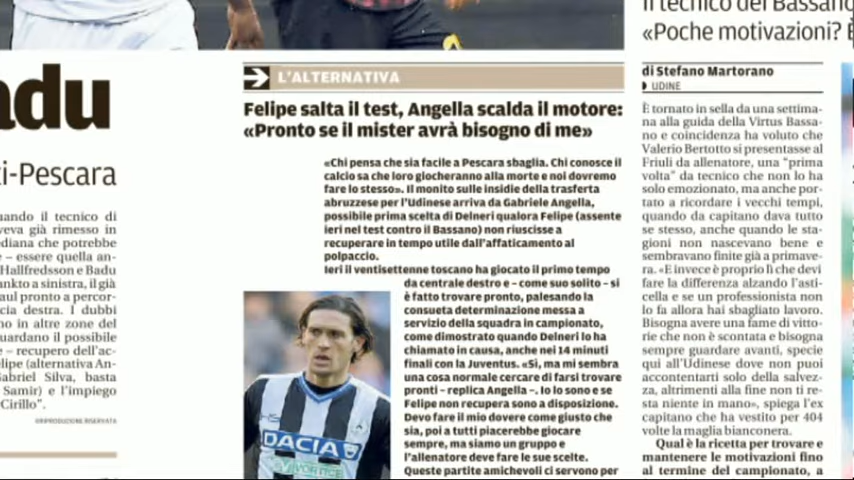 adu
ti-Pescara
uando il tecnico di
veva già rimesso in
ediana che potrebbe
– essere quella an-
Hallfredsson e Badu
ankto a sinistra, il già
aul pronto a percor-
cia destra. I dubbi
no in altre zone del
guardano il possibile
e – recupero dell'ac-
elipe (alternativa An-
Gabriel Silva, basta
Samir) e l'impiego
Cirillo”.
©RIPRODUZIONE RISERVATA
L'ALTERNATIVA
Felipe salta il test, Angella scalda il motore:
«Pronto se il mister avrà bisogno di me»
«Chi pensa che sia facile a Pescara sbaglia. Chi conosce il
calcio sa che loro giocheranno alla morte e noi dovremo
fare lo stesso». Il monito sulle insidie della trasferta
abruzzese per l'Udinese arriva da Gabriele Angella,
possibile prima scelta di Delneri qualora Felipe (assente
ieri nel test contro il Bassano) non riuscisse a
recuperare in tempo utile dall'affaticamento al
polpaccio.
Ieri il ventisettenne toscano ha giocato il primo tempo
da centrale destro e – come suo solito – si
è fatto trovare pronto, palesando la
consueta determinazione messa a
servizio della squadra in campionato,
come dimostrato quando Delneri lo ha
chiamato in causa, anche nei 14 minuti
finali con la Juventus. «Sì, ma mi sembra
una cosa normale cercare di farsi trovare
pronti – replica Angella –. Io lo sono e se
Felipe non recupera sono a disposizione.
Devo fare il mio dovere come giusto che
sia, poi a tutti piacerebbe giocare
sempre, ma siamo un gruppo e
l'allenatore deve fare le sue scelte.
Queste partite amichevoli ci servono per
DACIA
Il tecnico del Bassano
«Poche motivazioni? È
di Stefano Martorano
UDINE
È tornato in sella da una settima-
na alla guida della Virtus Bassa-
no e coincidenza ha voluto che
Valerio Bertotto si presentasse al
Friuli da allenatore, una “prima
volta” da tecnico che non lo ha
solo emozionato, ma anche por-
tato a ricordare i vecchi tempi,
quando da capitano dava tutto
se stesso, anche quando le sta-
gioni non nascevano bene e
sembravano finite già a primave-
ra. «E invece è proprio lì che devi
fare la differenza alzando l'asti-
cella e se un professionista non
lo fa allora hai sbagliato lavoro.
Bisogna avere una fame di vitto-
rie che non è scontata e bisogna
sempre guardare avanti, specie
qui all'Udinese dove non puoi
accontentarti solo della salvez-
za, altrimenti alla fine non ti re-
sta niente in mano», spiega l'ex
capitano che ha vestito per 404
volte la maglia bianconera.
Qual è la ricetta per trovare e
mantenere le motivazioni fino
al termine del campionato, a